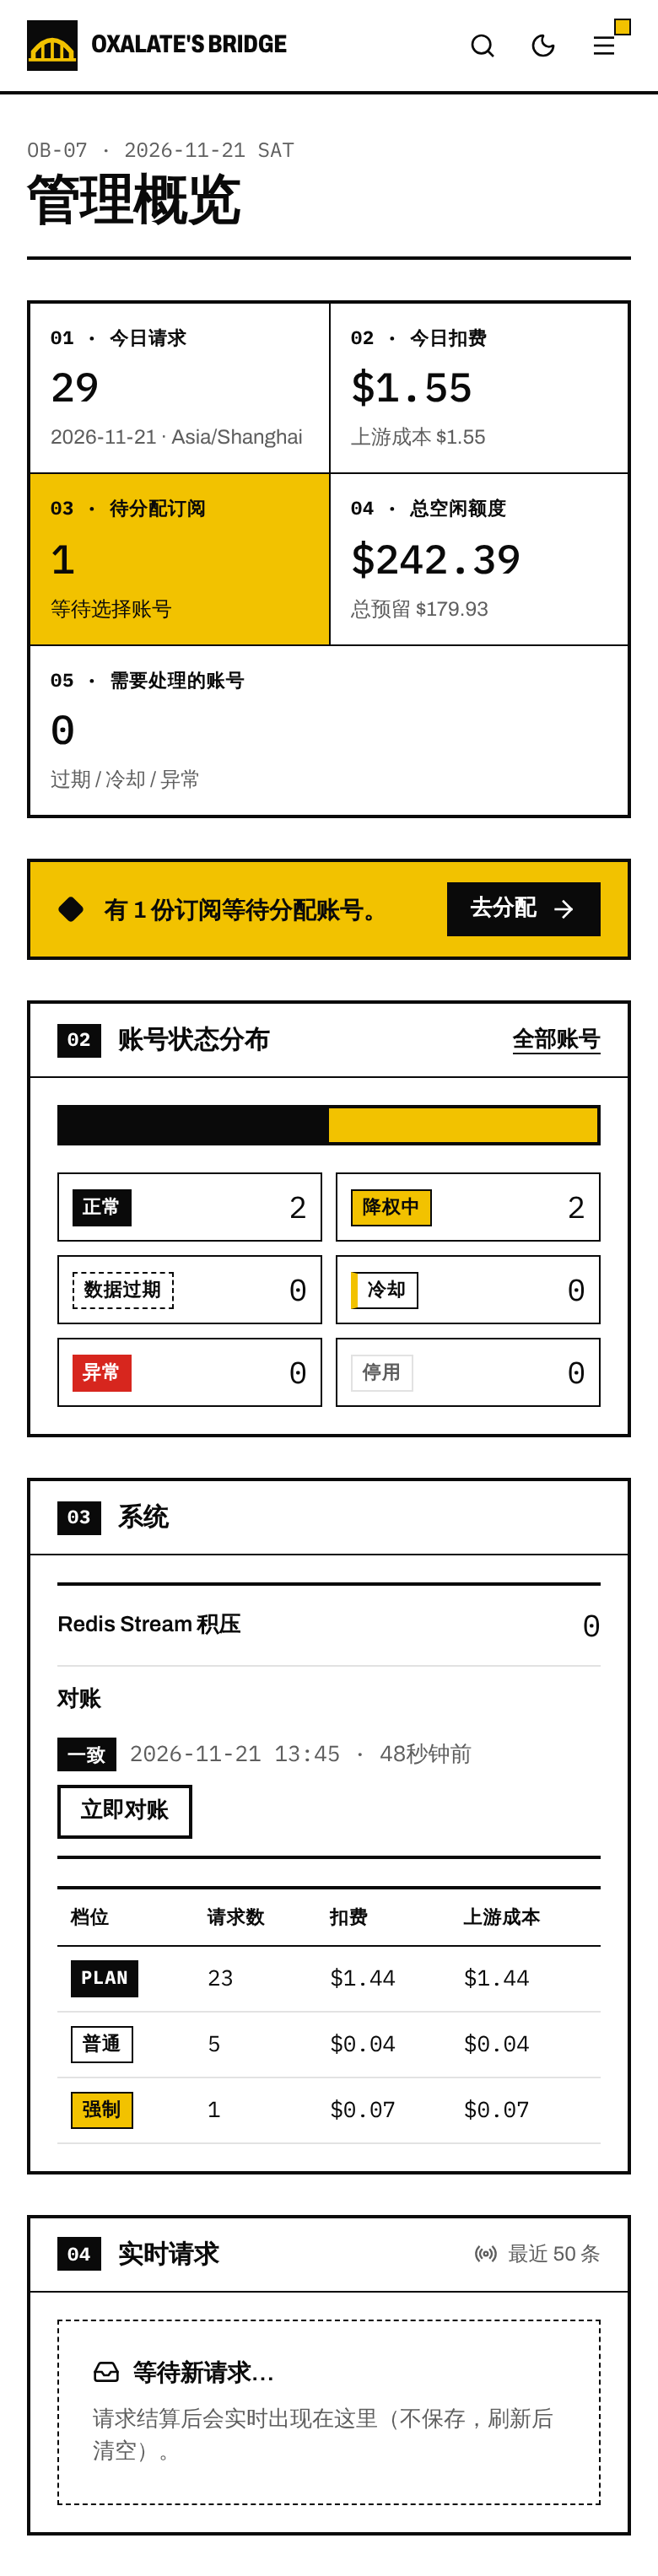 OXALATE'S BRIDGE
OB-07 · 2026-11-21 SAT
管理概览
01 · 今日请求
29
2026-11-21 · Asia/Shanghai
02 · 今日扣费
$1.55
上游成本 $1.55
03 · 待分配订阅
1
等待选择账号
04 · 总空闲额度
$242.39
总预留 $179.93
05 · 需要处理的账号
0
过期 / 冷却 / 异常
有 1 份订阅等待分配账号。
去分配
02 账号状态分布
全部账号
正常 2
降权中 2
数据过期 0
冷却 0
异常 0
停用 0
03 系统
Redis Stream 积压 0
对账
一致 2026-11-21 13:45 · 48秒钟前
立即对账
档位 请求数 扣费 上游成本
PLAN 23 $1.44 $1.44
普通 5 $0.04 $0.04
强制 1 $0.07 $0.07
04 实时请求
最近 50 条
等待新请求…
请求结算后会实时出现在这里（不保存，刷新后
清空）。